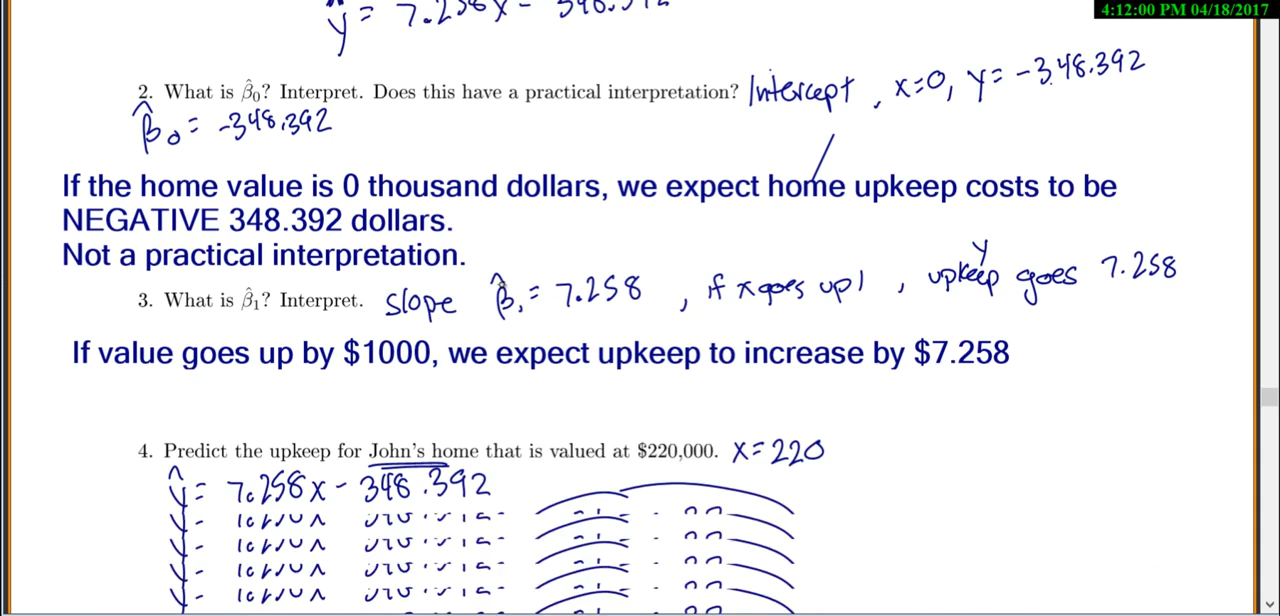 4:12:00 PM 04/18/2017
ŷ = 7.258x -
2. What is β̂₀? Interpret. Does this have a practical interpretation? Intercept, x=0, y=-348.392
β̂₀ = -348.392
If the home value is 0 thousand dollars, we expect home upkeep costs to be
NEGATIVE 348.392 dollars.
Not a practical interpretation.
y
3. What is β̂₁? Interpret. slope β̂₁ = 7.258, if x goes up 1, upkeep goes 7.258
If value goes up by $1000, we expect upkeep to increase by $7.258
4. Predict the upkeep for John's home that is valued at $220,000. x=220
ŷ = 7.258x - 348.392